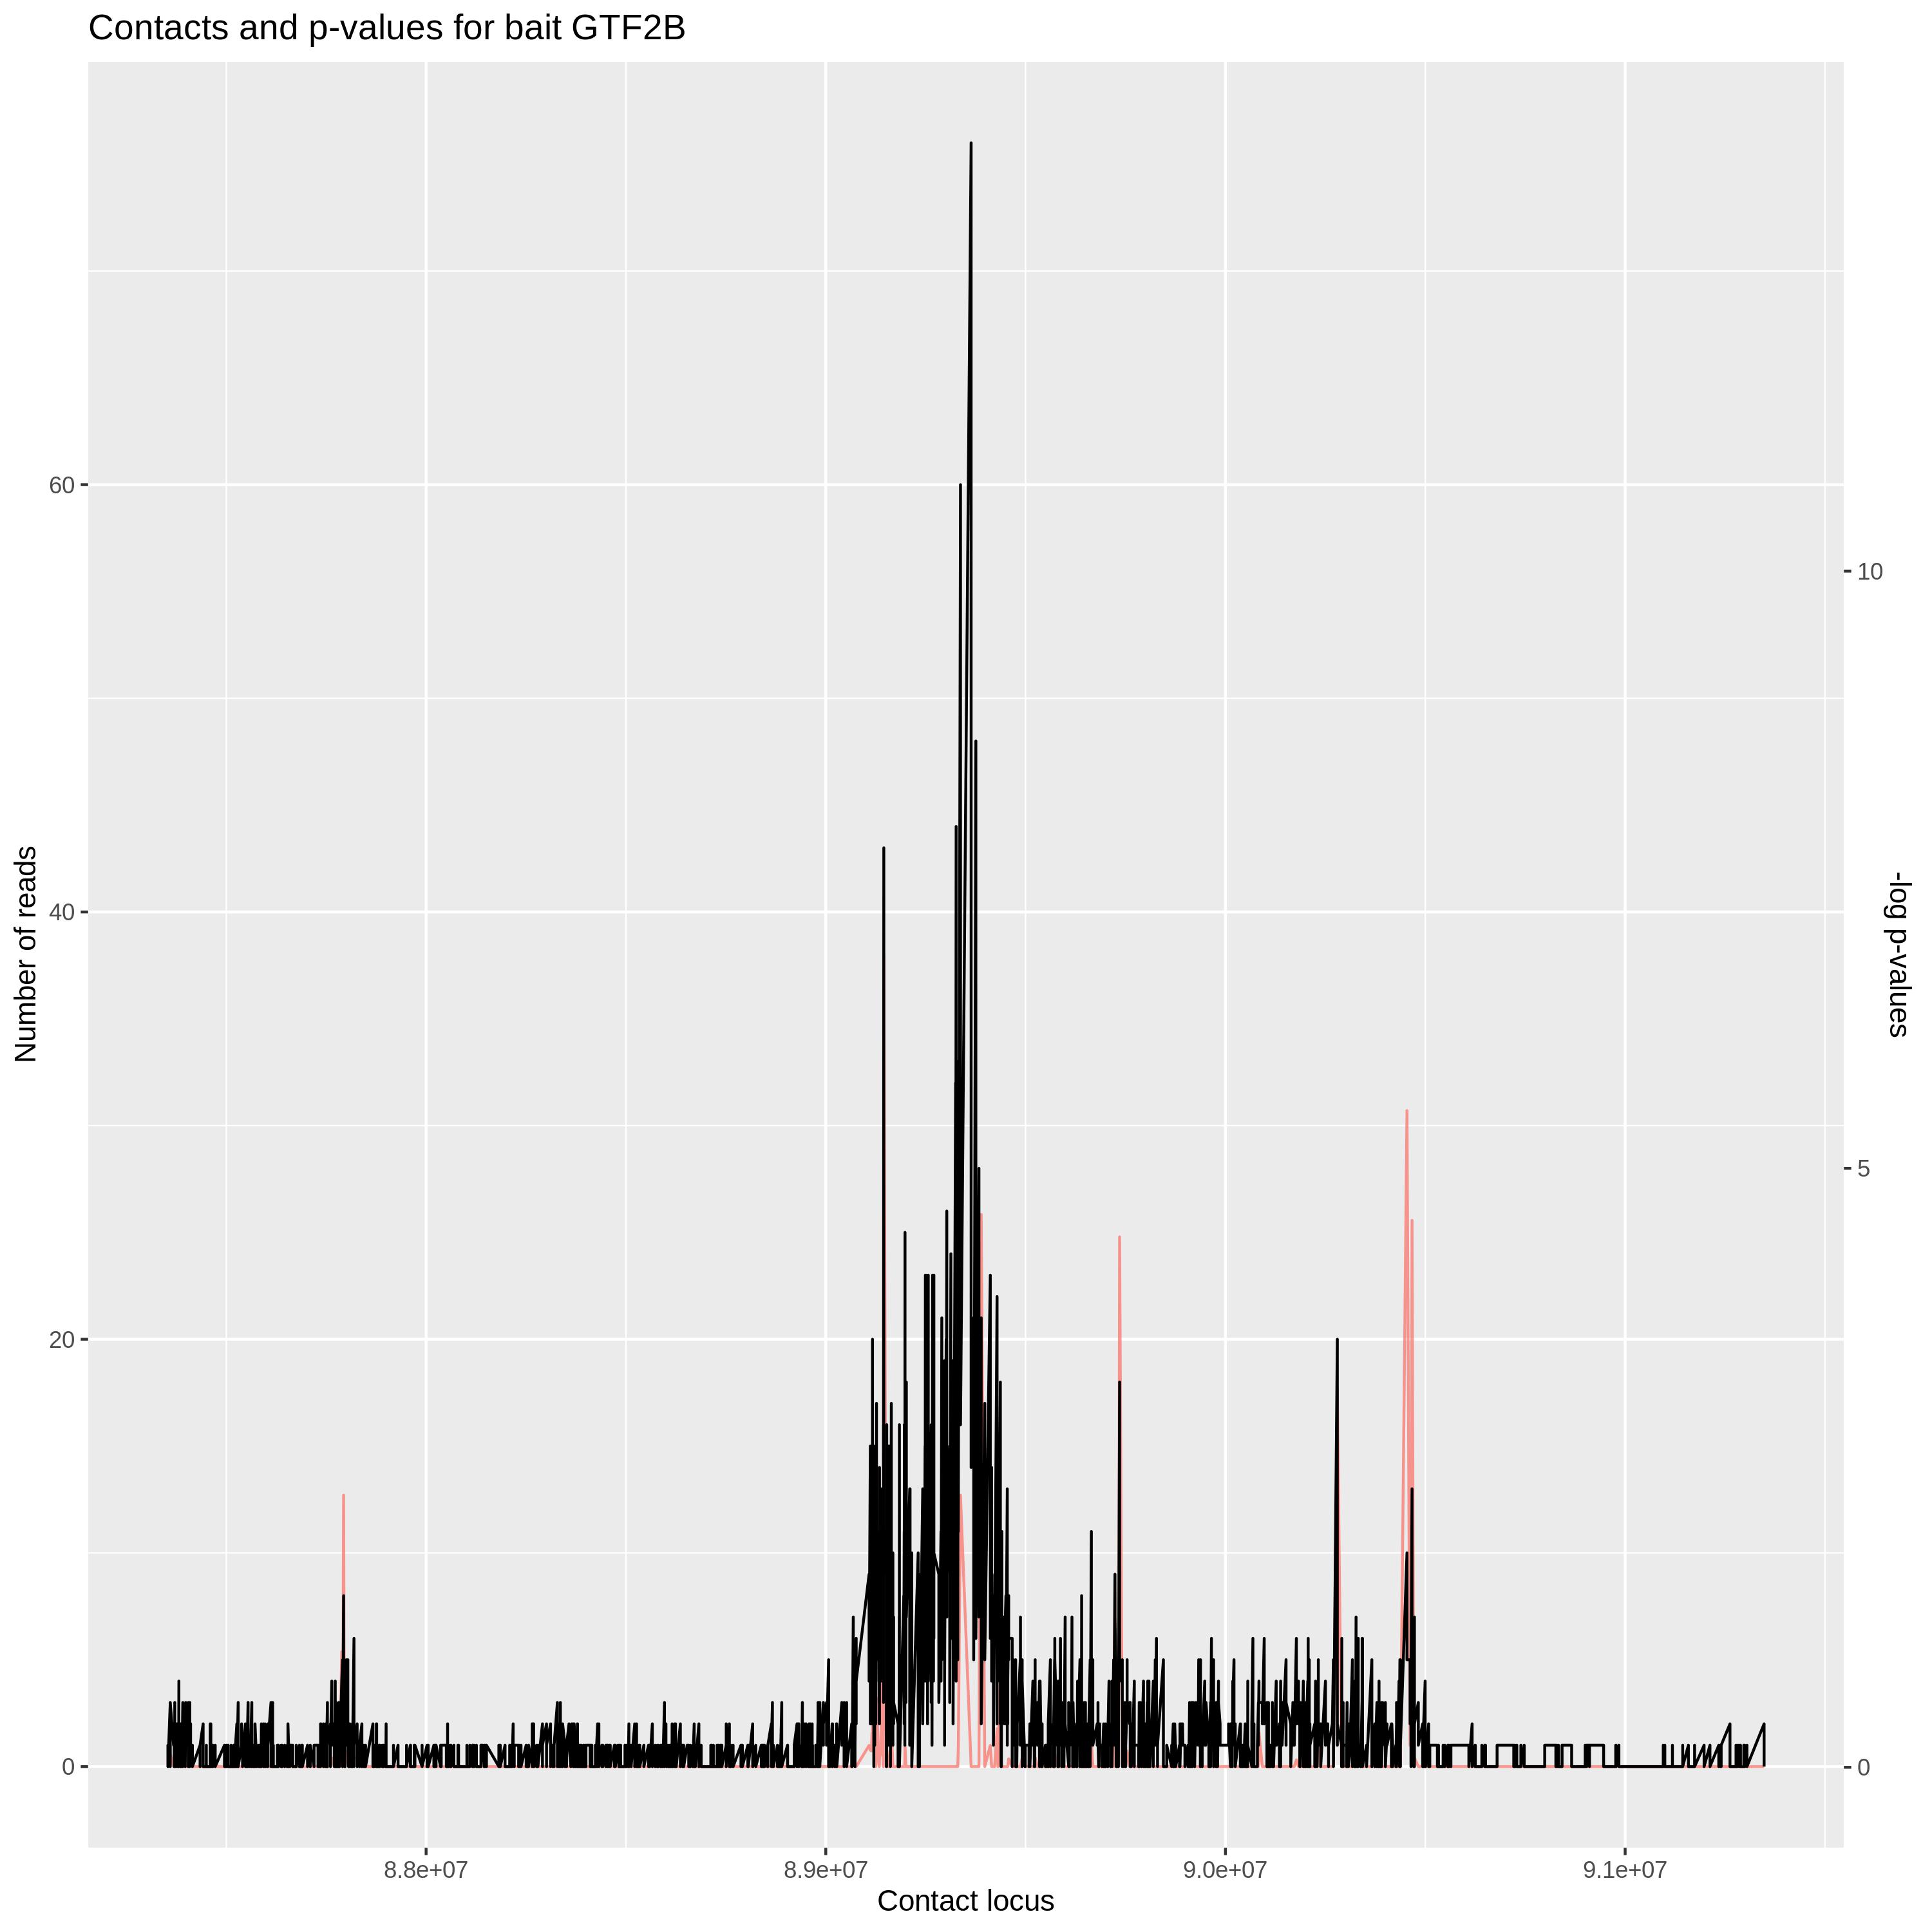 Contacts and p-values for bait GTF2B
Number of reads
60
40
20
0
10
5
0
-log p-values
8.8e+07 8.9e+07 9.0e+07 9.1e+07
Contact locus